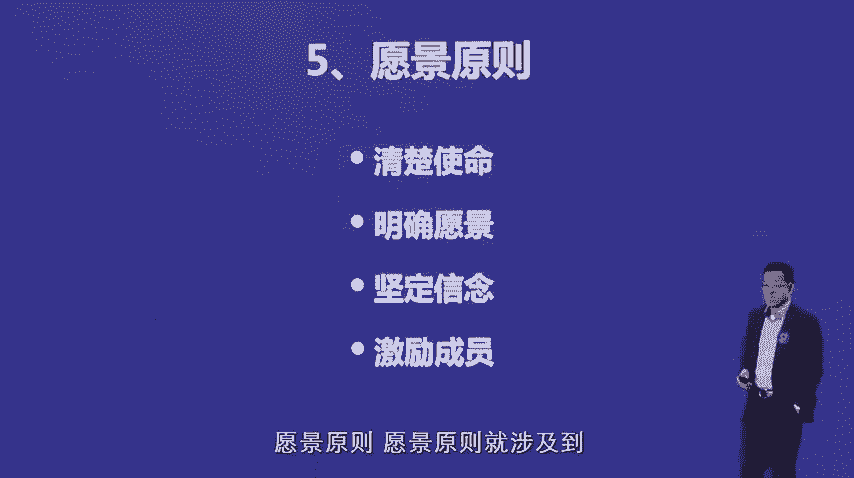 5、愿景原则
• 清楚使命
• 明确愿景
• 坚定信念
• 激励成员
愿景原则 愿景原则就涉及到